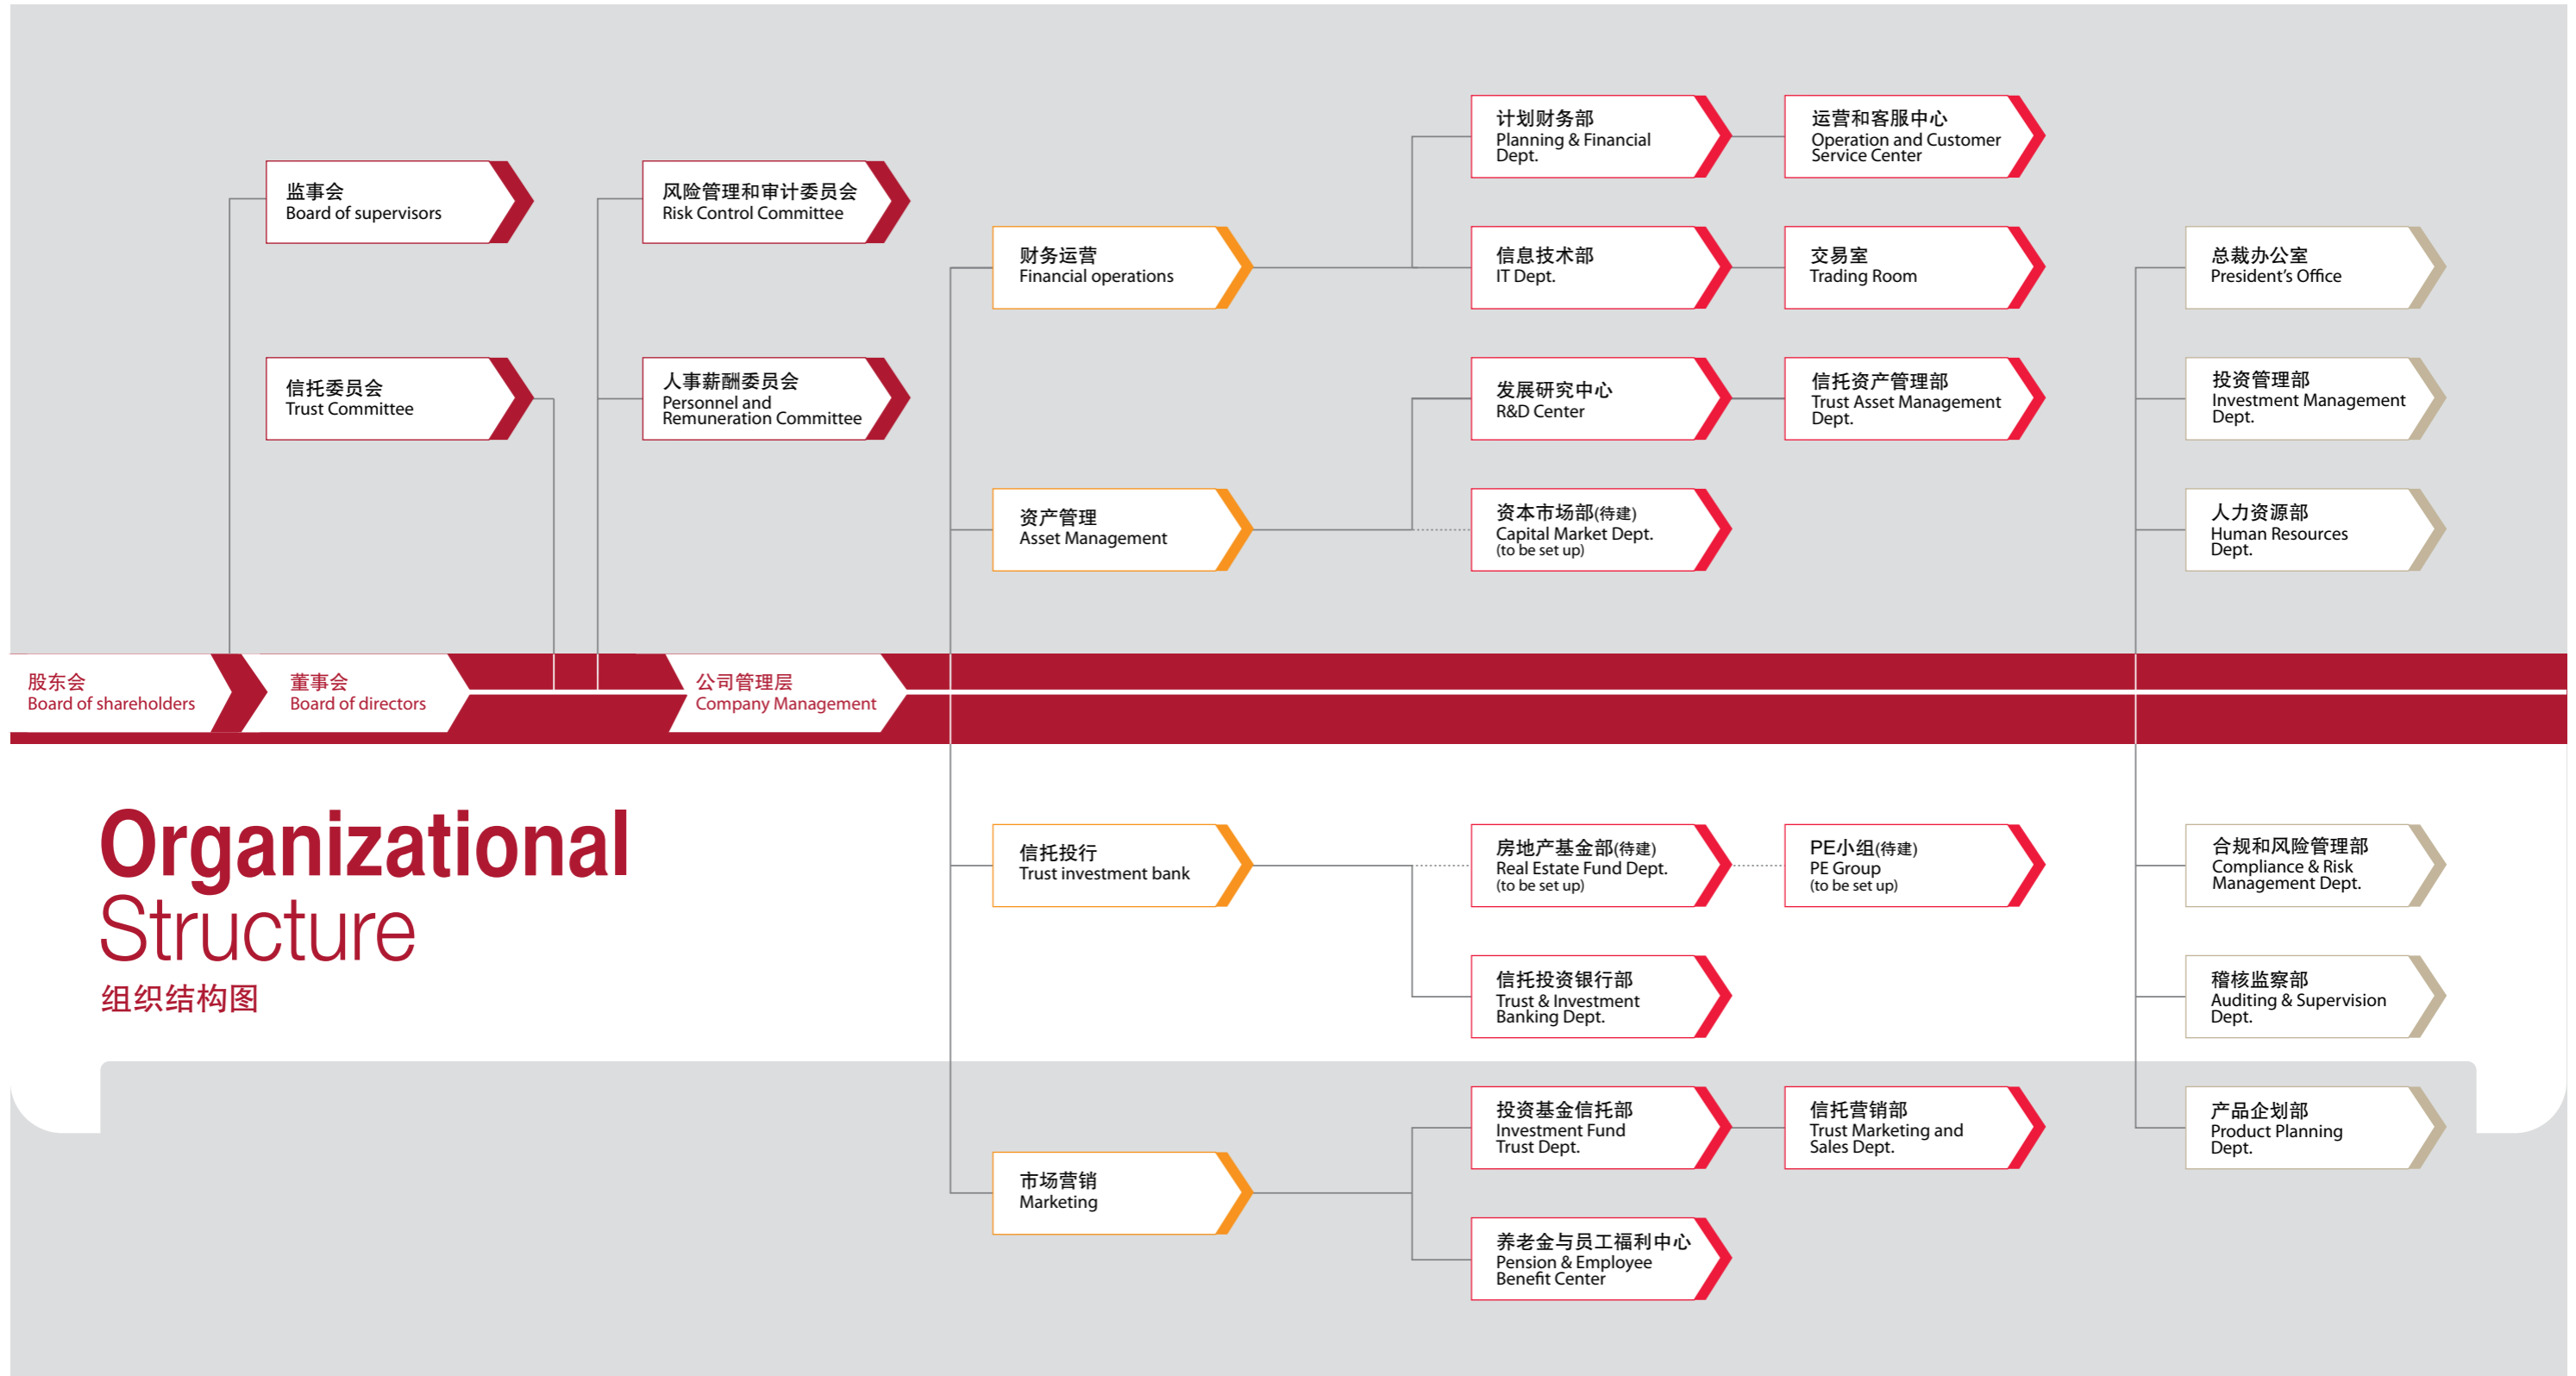 计划财务部
Planning & Financial
Dept.
运营和客服中心
Operation and Customer
Service Center
监事会
Board of supervisors
风险管理和审计委员会
Risk Control Committee
财务运营
Financial operations
信息技术部
IT Dept.
交易室
Trading Room
总裁办公室
President’s Office
信托委员会
Trust Committee
人事薪酬委员会
Personnel and
Remuneration Committee
发展研究中心
R&D Center
信托资产管理部
Trust Asset Management
Dept.
投资管理部
Investment Management
Dept.
资产管理
Asset Management
资本市场部(待建)
Capital Market Dept.
(to be set up)
人力资源部
Human Resources
Dept.
股东会
Board of shareholders
董事会
Board of directors
公司管理层
Company Management
Organizational
Structure
组织结构图
信托投行
Trust investment bank
房地产基金部(待建)
Real Estate Fund Dept.
(to be set up)
PE小组(待建)
PE Group
(to be set up)
合规和风险管理部
Compliance & Risk
Management Dept.
信托投资银行部
Trust & Investment
Banking Dept.
稽核监察部
Auditing & Supervision
Dept.
投资基金信托部
Investment Fund
Trust Dept.
信托营销部
Trust Marketing and
Sales Dept.
产品企划部
Product Planning
Dept.
市场营销
Marketing
养老金与员工福利中心
Pension & Employee
Benefit Center